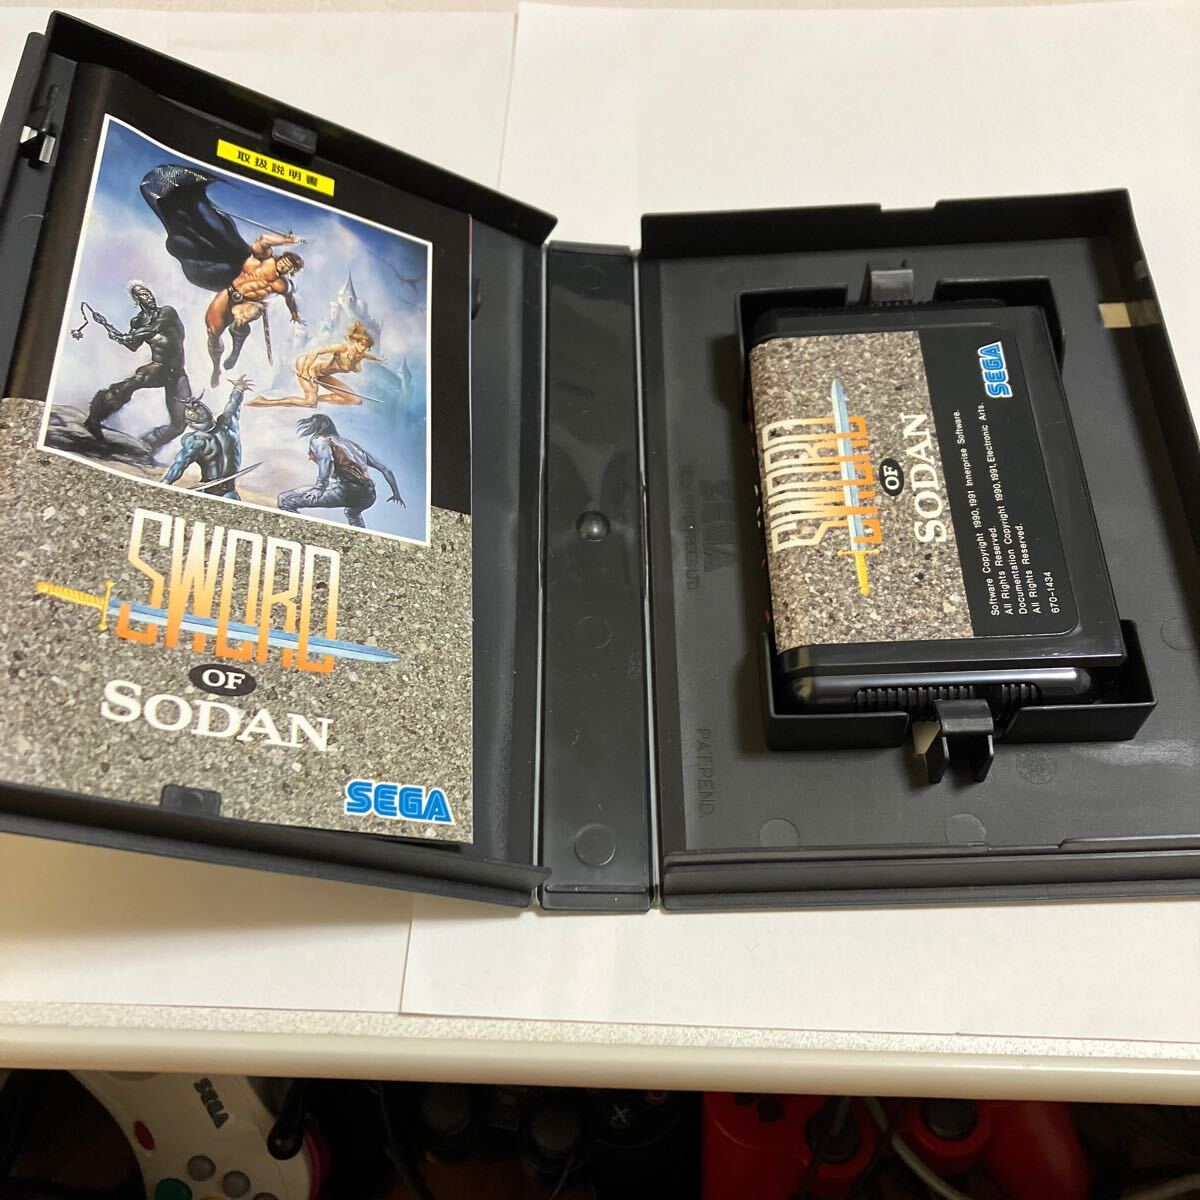 取扱説明書
SWORD
OF
SODAN
SEGA
SEGA
SWORD
OF
SODAN
Software Copyright 1990, 1991 Innerprise Software.
All Rights Reserved.
Documentation Copyright 1990, 1991, Electronic Arts.
All Rights Reserved.
670-1434
SEGA
PAT.PEND.
SEGA
X